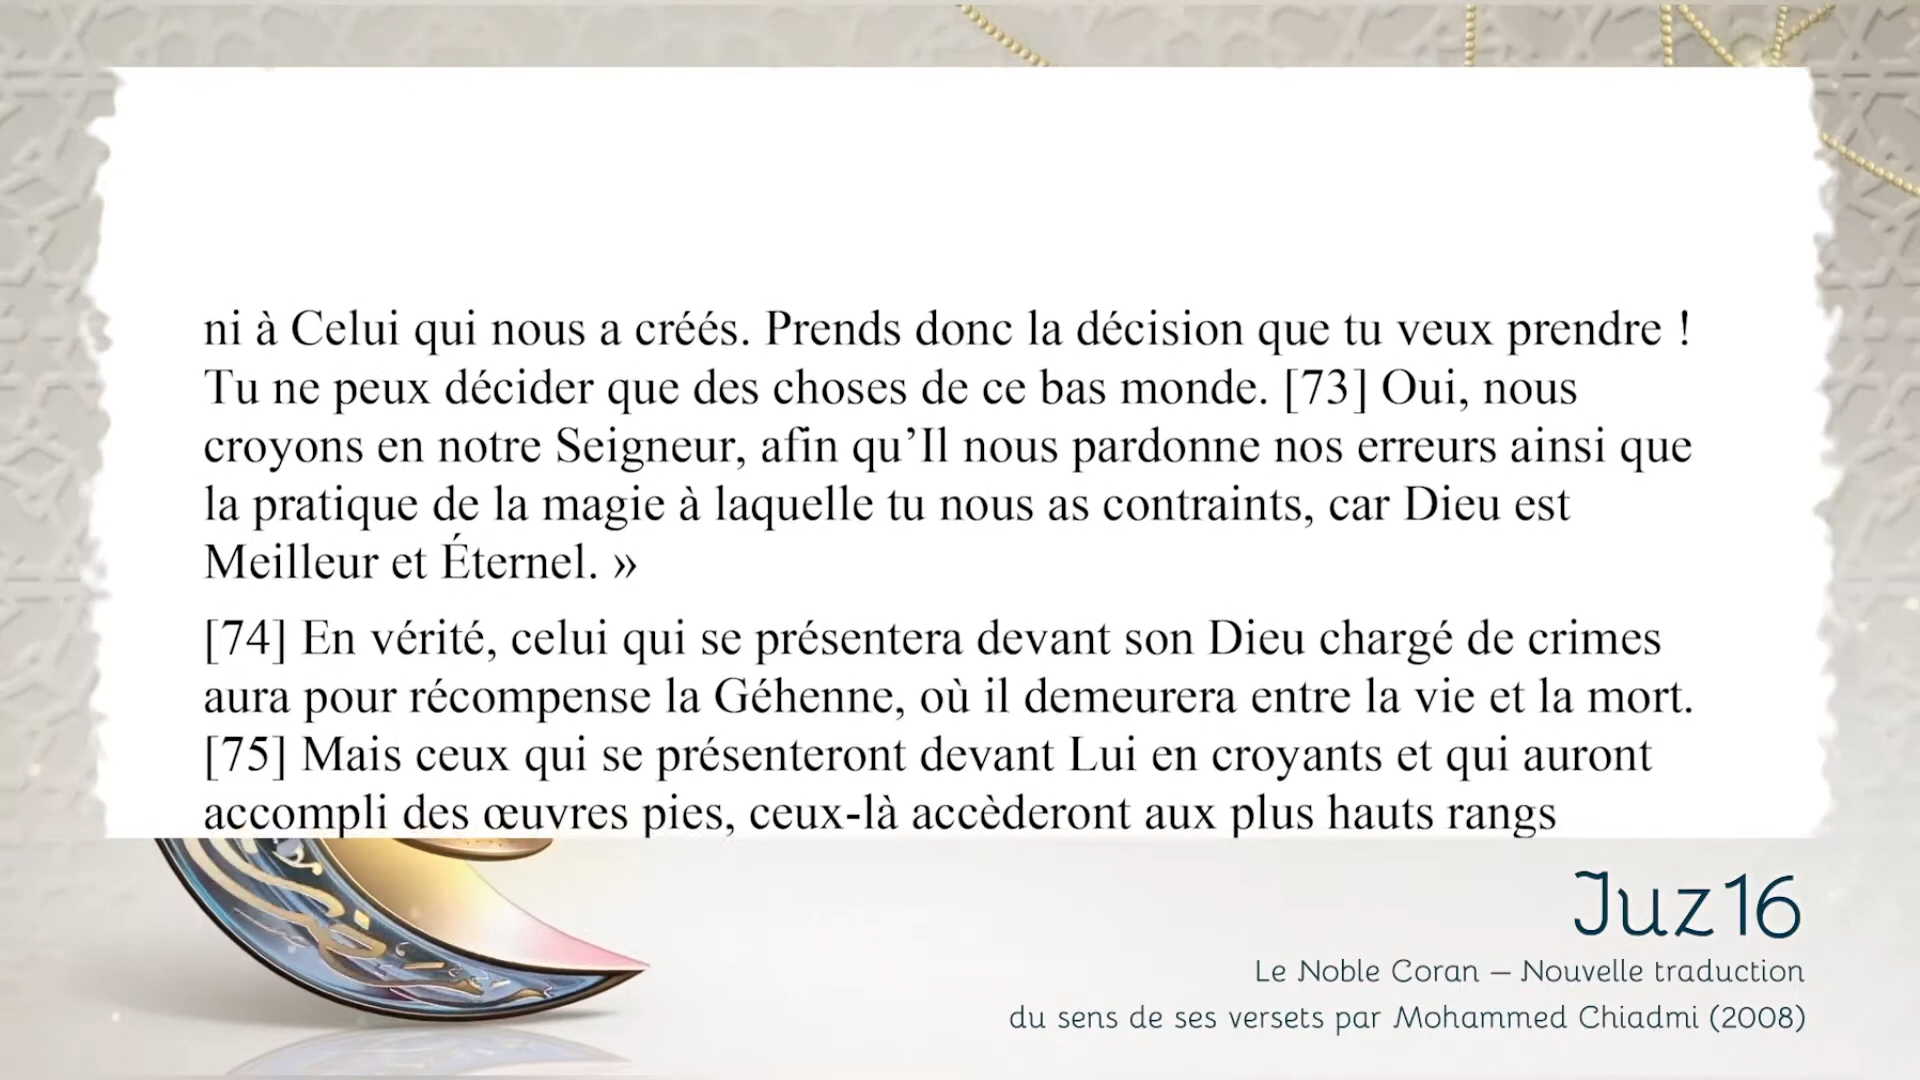 ni à Celui qui nous a créés. Prends donc la décision que tu veux prendre !
Tu ne peux décider que des choses de ce bas monde. [73] Oui, nous
croyons en notre Seigneur, afin qu’Il nous pardonne nos erreurs ainsi que
la pratique de la magie à laquelle tu nous as contraints, car Dieu est
Meilleur et Éternel. »
[74] En vérité, celui qui se présentera devant son Dieu chargé de crimes
aura pour récompense la Géhenne, où il demeurera entre la vie et la mort.
[75] Mais ceux qui se présenteront devant Lui en croyants et qui auront
accompli des œuvres pies, ceux-là accèderont aux plus hauts rangs
Juz 16
Le Noble Coran – Nouvelle traduction
du sens de ses versets par Mohammed Chiadmi (2008)